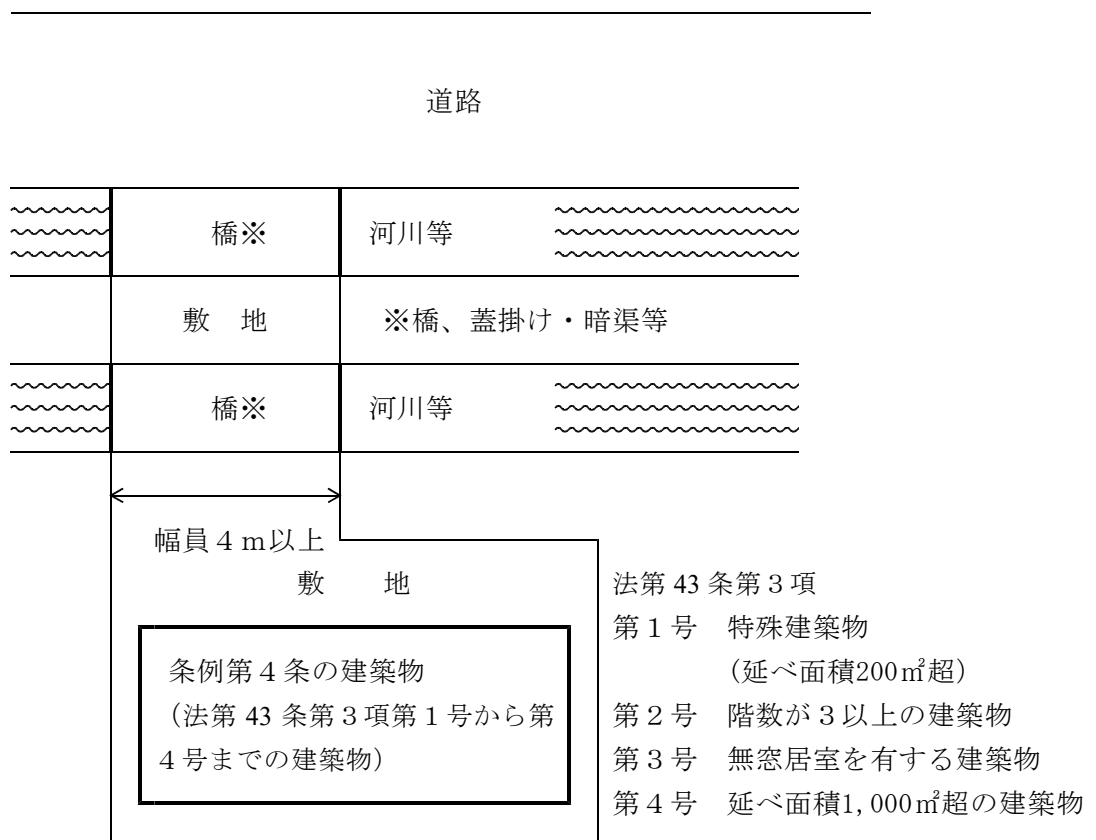 道路
橋※
河川等
敷　地
※橋、蓋掛け・暗渠等
橋※
河川等
幅員４ｍ以上
敷　　地
条例第４条の建築物
（法第 43 条第３項第１号から第
４号までの建築物）
法第 43 条第３項
第１号　特殊建築物
（延べ面積200㎡超）
第２号　階数が３以上の建築物
第３号　無窓居室を有する建築物
第４号　延べ面積1,000㎡超の建築物